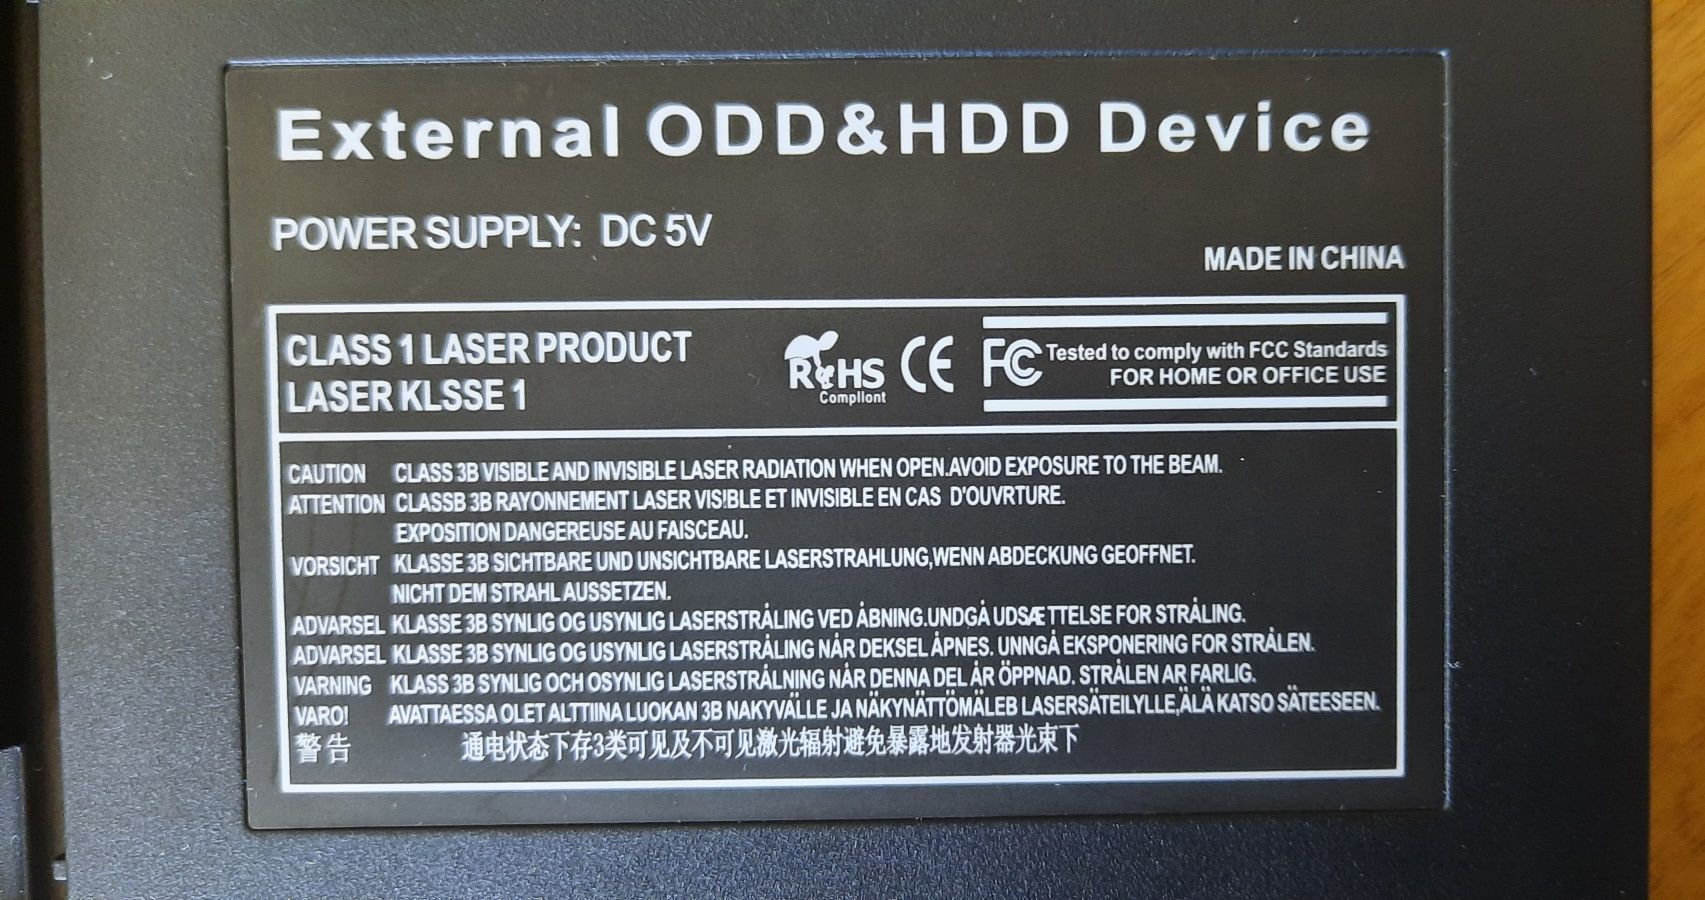 External ODD&HDD Device
POWER SUPPLY: DC 5V
MADE IN CHINA
CLASS 1 LASER PRODUCT
LASER KLSSE 1
RoHS
Compliont
CE
FC Tested to comply with FCC Standards
FOR HOME OR OFFICE USE
CAUTION CLASS 3B VISIBLE AND INVISIBLE LASER RADIATION WHEN OPEN.AVOID EXPOSURE TO THE BEAM.
ATTENTION CLASSB 3B RAYONNEMENT LASER VISIBLE ET INVISIBLE EN CAS D'OUVRTURE.
EXPOSITION DANGEREUSE AU FAISCEAU.
VORSICHT KLASSE 3B SICHTBARE UND UNSICHTBARE LASERSTRAHLUNG,WENN ABDECKUNG GEOFFNET.
NICHT DEM STRAHL AUSSETZEN.
ADVARSEL KLASSE 3B SYNLIG OG USYNLIG LASERSTRÅLING VED ÅBNING.UNDGÅ UDSÆTTELSE FOR STRÅLING.
ADVARSEL KLASSE 3B SYNLIG OG USYNLIG LASERSTRÅLING NÅR DEKSEL ÅPNES. UNNGÅ EKSPONERING FOR STRÅLEN.
VARNING KLASS 3B SYNLIG OCH OSYNLIG LASERSTRÅLNING NÅR DENNA DEL ÅR ÖPPNAD. STRÅLEN AR FARLIG.
VARO! AVATTAESSA OLET ALTTIINA LUOKAN 3B NAKYVÄLLE JA NÄKYNÄTTÖMÄLEB LASERSÄTEILYLLE,ÄLÄ KATSO SÄTEESEEN.
警告 通电状态下存3类可见及不可见激光辐射避免暴露地发射器光束下